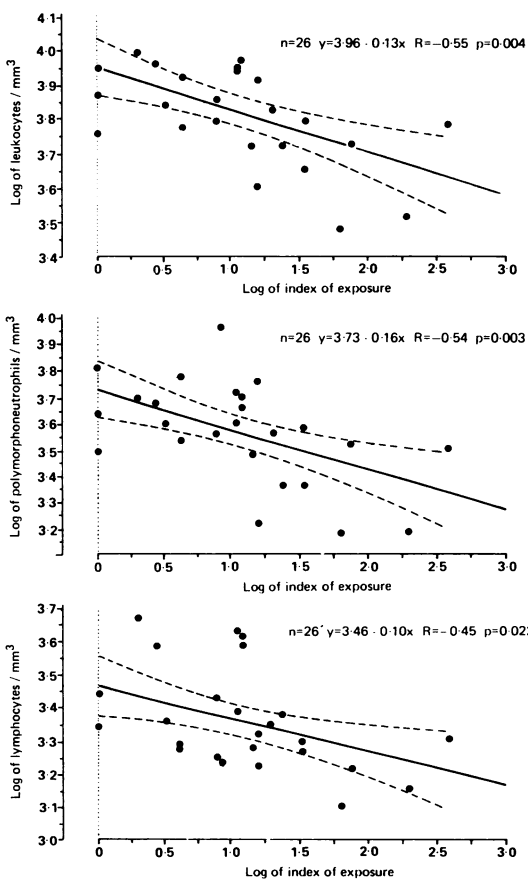 4·1
4·0
3·9
3·8
3·7
3·6
3·5
3·4
Log of leukocytes / mm³
n=26 y=3·96 · 0·13x R=−0·55 p=0·004
0 0·5 1·0 1·5 2·0 2·5 3·0
Log of index of exposure
4·0
3·9
3·8
3·7
3·6
3·5
3·4
3·3
3·2
Log of polymorphoneutrophils / mm³
n=26 y=3·73 · 0·16x R=−0·54 p=0·003
0 0·5 1·0 1·5 2·0 2·5 3·0
Log of index of exposure
3·7
3·6
3·5
3·4
3·3
3·2
3·1
3·0
Log of lymphocytes / mm³
n=26 y=3·46 · 0·10x R=−0·45 p=0·02
0 0·5 1·0 1·5 2·0 2·5 3·0
Log of index of exposure